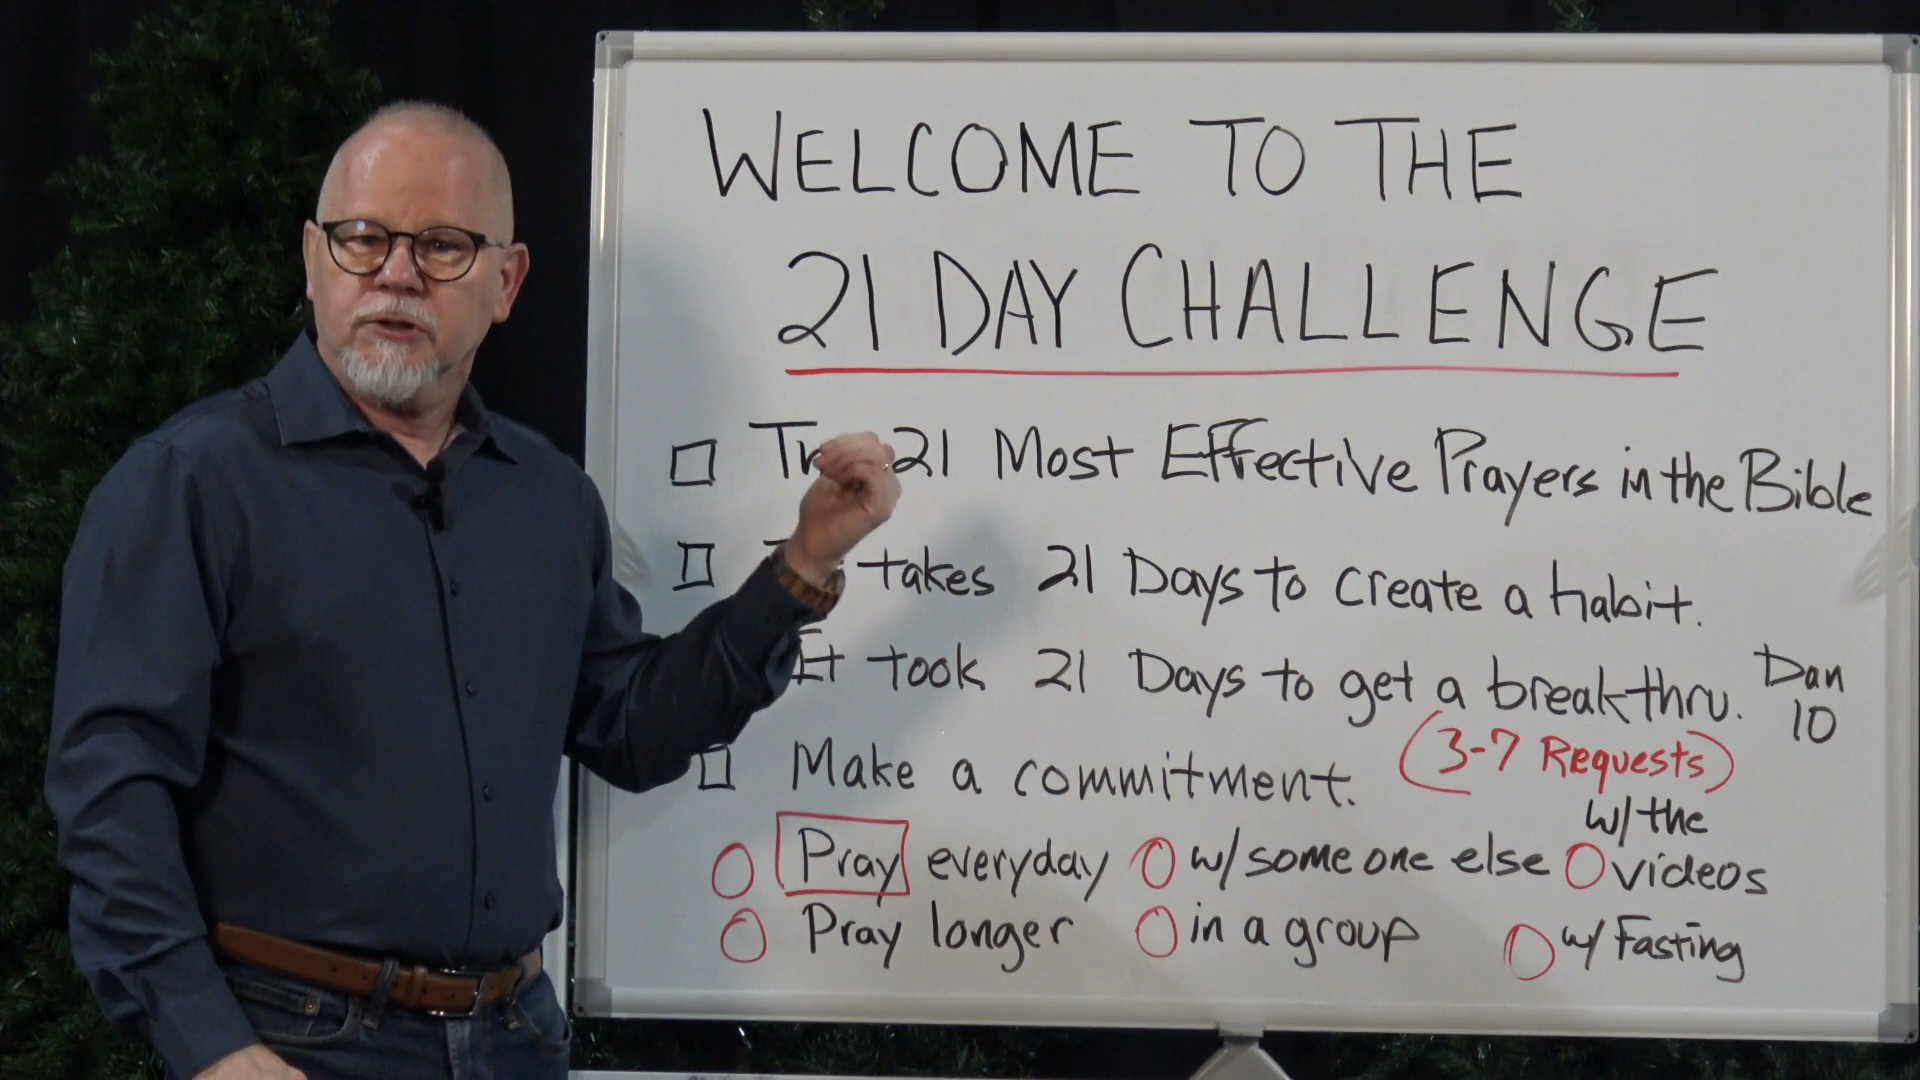 WELCOME TO THE
21 DAY CHALLENGE
21 Most Effective Prayers in the Bible
takes 21 Days to create a habit.
It took 21 Days to get a breakthru. Dan 10
Make a commitment. (3-7 Requests)
Pray everyday w/ someone else w/ the videos
Pray longer in a group w/ Fasting